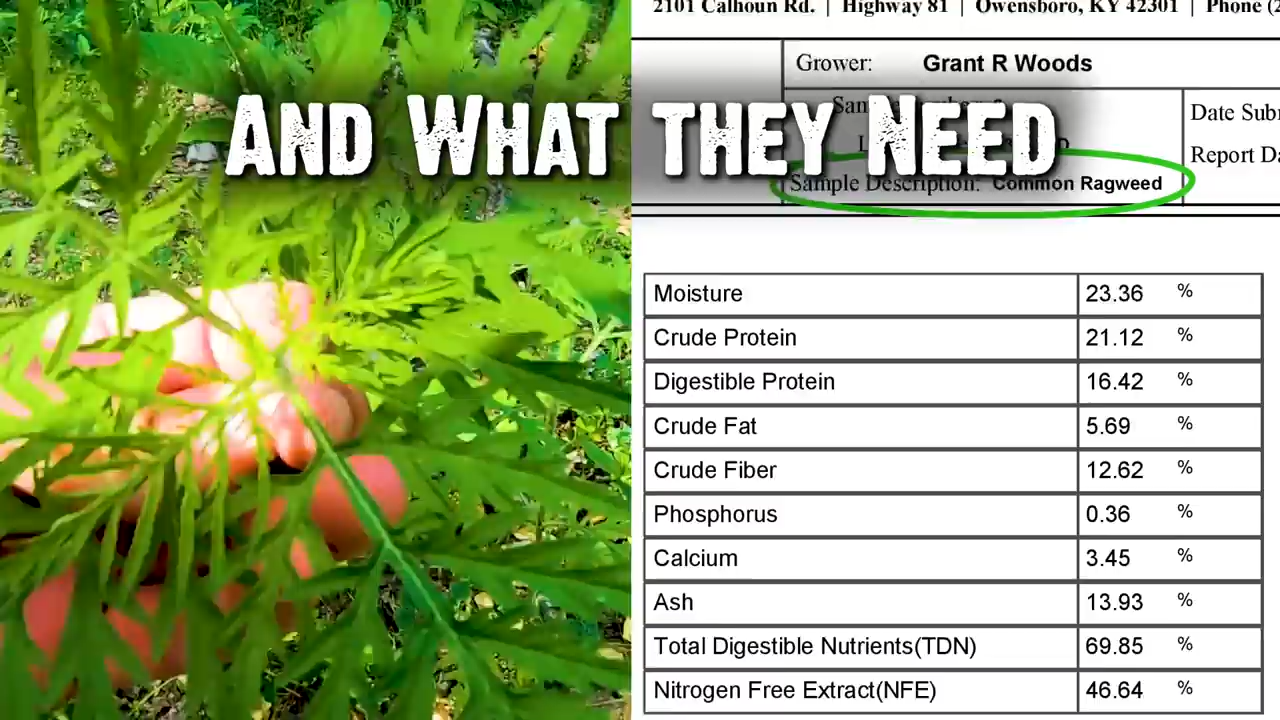 2101 Calhoun Rd. | Highway 81 | Owensboro, KY 42301 | Phone (2
Grower: Grant R Woods
AND WHAT THEY NEED
Date Sub
Report Da
Sample Description: Common Ragweed
Moisture 23.36 %
Crude Protein 21.12 %
Digestible Protein 16.42 %
Crude Fat 5.69 %
Crude Fiber 12.62 %
Phosphorus 0.36 %
Calcium 3.45 %
Ash 13.93 %
Total Digestible Nutrients(TDN) 69.85 %
Nitrogen Free Extract(NFE) 46.64 %